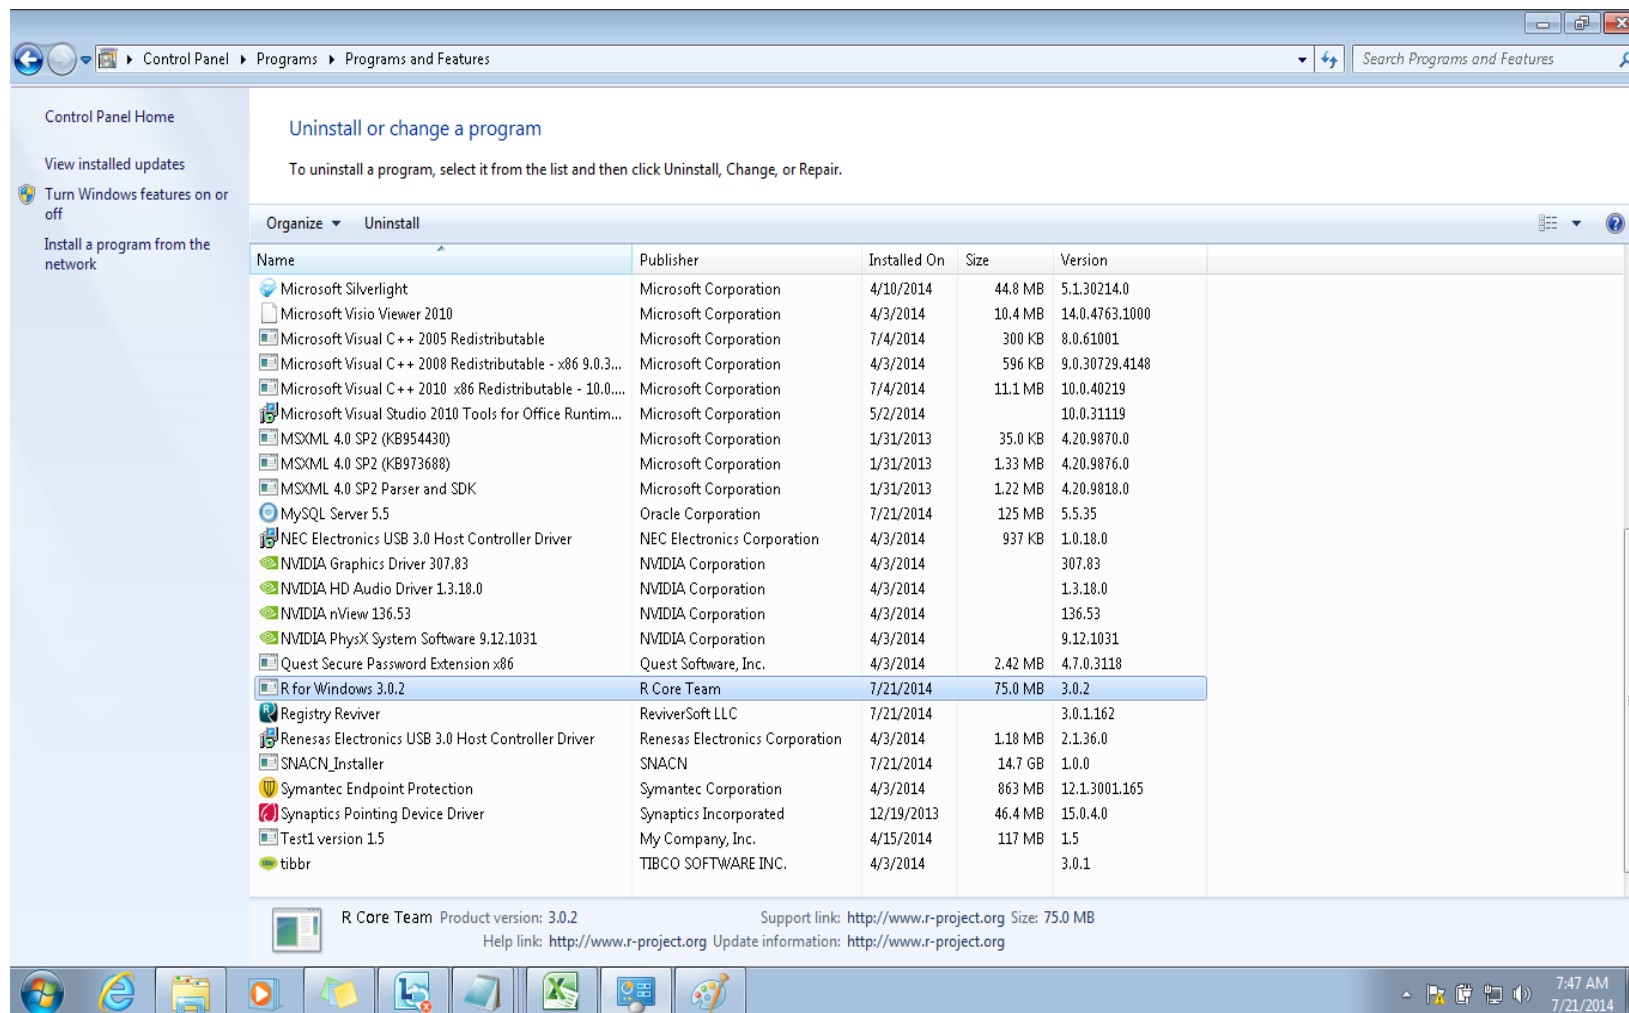 Control Panel Programs Programs and Features
Search Programs and Features
Control Panel Home
View installed updates
Turn Windows features on or
off
Install a program from the
network
Uninstall or change a program
To uninstall a program, select it from the list and then click Uninstall, Change, or Repair.
Organize Uninstall
Name Publisher Installed On Size Version
Microsoft Silverlight Microsoft Corporation 4/10/2014 44.8 MB 5.1.30214.0
Microsoft Visio Viewer 2010 Microsoft Corporation 4/3/2014 10.4 MB 14.0.4763.1000
Microsoft Visual C++ 2005 Redistributable Microsoft Corporation 7/4/2014 300 KB 8.0.61001
Microsoft Visual C++ 2008 Redistributable - x86 9.0.3... Microsoft Corporation 4/3/2014 596 KB 9.0.30729.4148
Microsoft Visual C++ 2010 x86 Redistributable - 10.0.... Microsoft Corporation 7/4/2014 11.1 MB 10.0.40219
Microsoft Visual Studio 2010 Tools for Office Runtim... Microsoft Corporation 5/2/2014 10.0.31119
MSXML 4.0 SP2 (KB954430) Microsoft Corporation 1/31/2013 35.0 KB 4.20.9870.0
MSXML 4.0 SP2 (KB973688) Microsoft Corporation 1/31/2013 1.33 MB 4.20.9876.0
MSXML 4.0 SP2 Parser and SDK Microsoft Corporation 1/31/2013 1.22 MB 4.20.9818.0
MySQL Server 5.5 Oracle Corporation 7/21/2014 125 MB 5.5.35
NEC Electronics USB 3.0 Host Controller Driver NEC Electronics Corporation 4/3/2014 937 KB 1.0.18.0
NVIDIA Graphics Driver 307.83 NVIDIA Corporation 4/3/2014 307.83
NVIDIA HD Audio Driver 1.3.18.0 NVIDIA Corporation 4/3/2014 1.3.18.0
NVIDIA nView 136.53 NVIDIA Corporation 4/3/2014 136.53
NVIDIA PhysX System Software 9.12.1031 NVIDIA Corporation 4/3/2014 9.12.1031
Quest Secure Password Extension x86 Quest Software, Inc. 4/3/2014 2.42 MB 4.7.0.3118
R for Windows 3.0.2 R Core Team 7/21/2014 75.0 MB 3.0.2
Registry Reviver ReviverSoft LLC 7/21/2014 3.0.1.162
Renesas Electronics USB 3.0 Host Controller Driver Renesas Electronics Corporation 4/3/2014 1.18 MB 2.1.36.0
SNACN_Installer SNACN 7/21/2014 14.7 GB 1.0.0
Symantec Endpoint Protection Symantec Corporation 4/3/2014 863 MB 12.1.3001.165
Synaptics Pointing Device Driver Synaptics Incorporated 12/19/2013 46.4 MB 15.0.4.0
Test1 version 1.5 My Company, Inc. 4/15/2014 117 MB 1.5
tibbr TIBCO SOFTWARE INC. 4/3/2014 3.0.1
R Core Team Product version: 3.0.2 Support link: http://www.r-project.org Size: 75.0 MB
Help link: http://www.r-project.org Update information: http://www.r-project.org
7:47 AM
7/21/2014